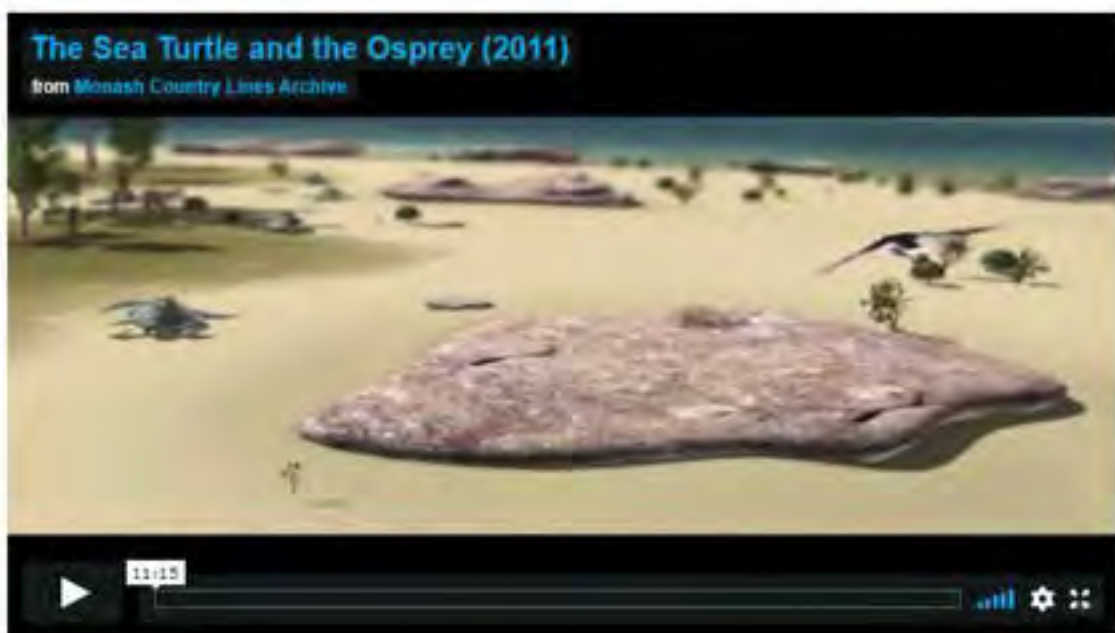 The Sea Turtle and the Osprey (2011)
from Monash Country Lines Archive
11:15